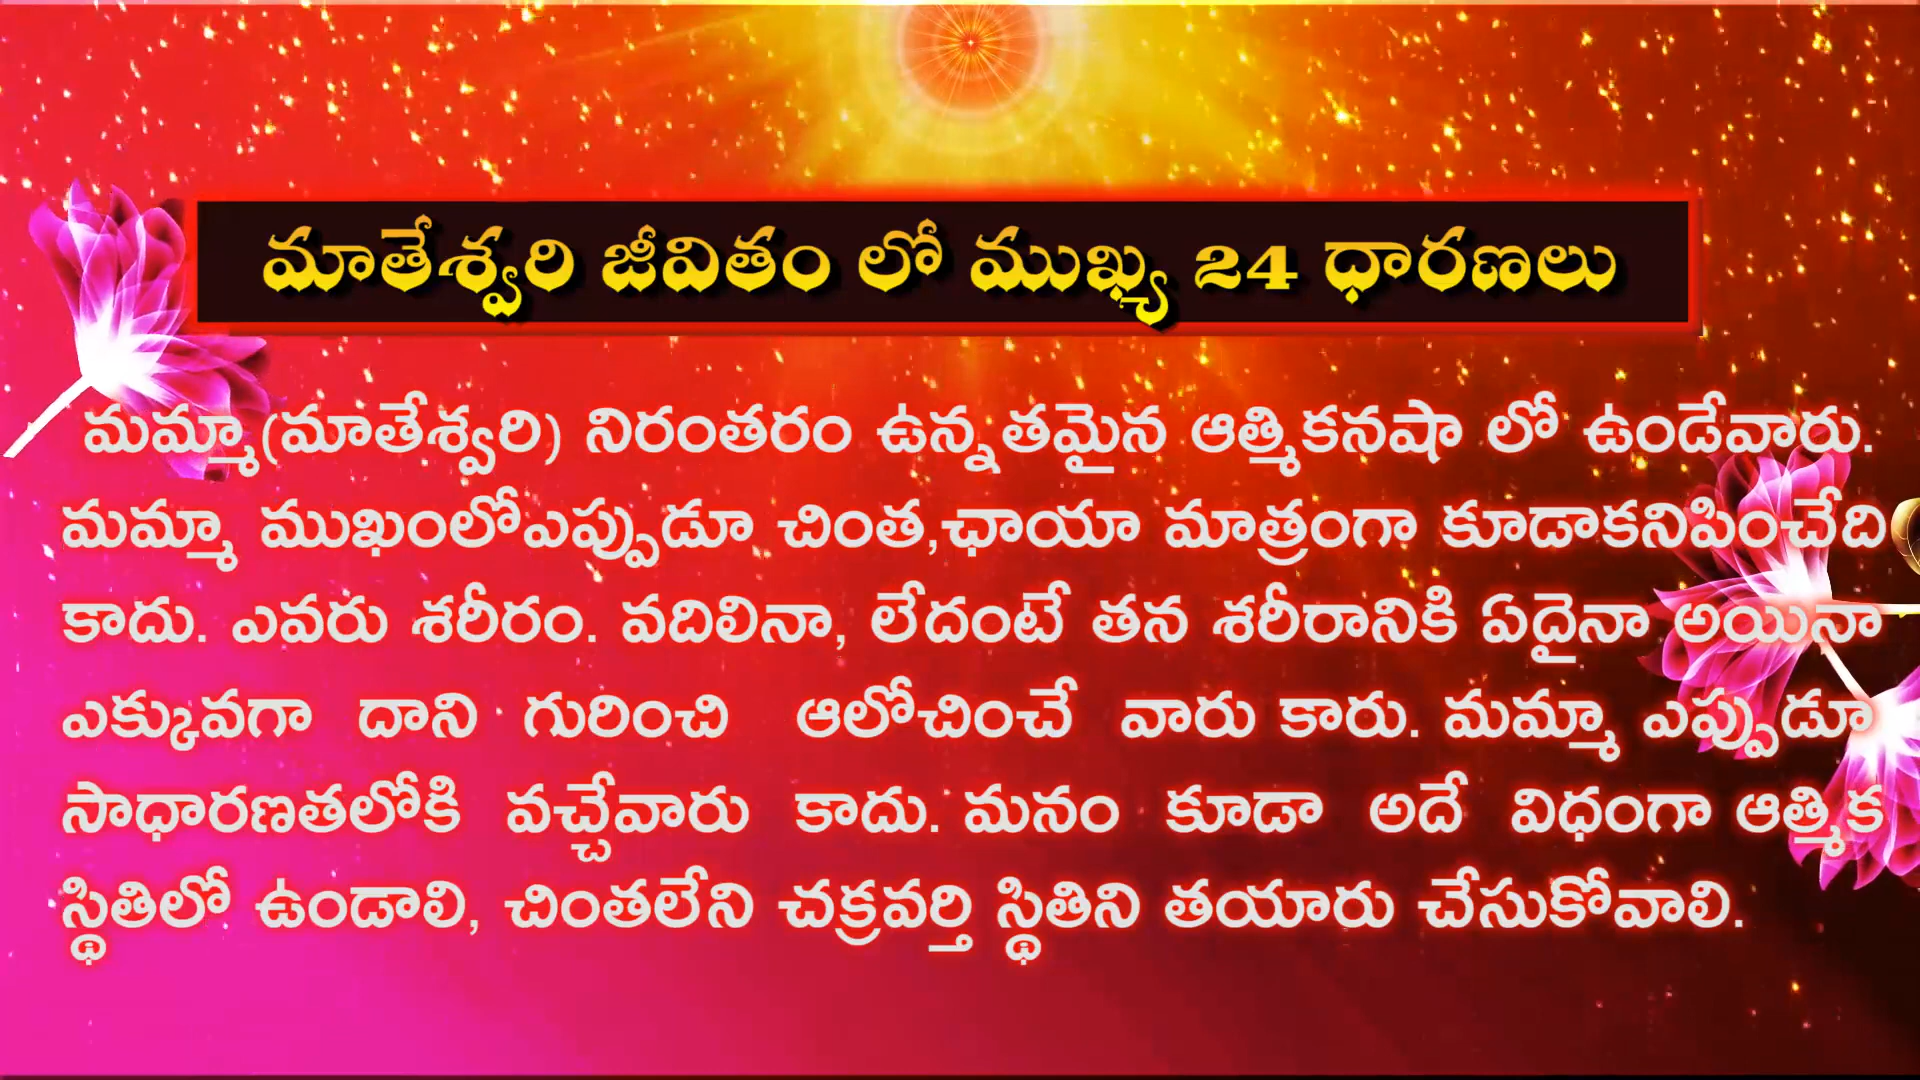 మాతేశ్వరి జీవితం లో ముఖ్య 24 ధారణలు
మమ్మా(మాతేశ్వరి) నిరంతరం ఉన్నతమైన ఆత్మికనషా లో ఉండేవారు.
మమ్మా ముఖంలోఎప్పుడూ చింత,ఛాయా మాత్రంగా కూడాకనిపించేది
కాదు. ఎవరు శరీరం. వదిలినా, లేదంటే తన శరీరానికి ఏదైనా అయినా
ఎక్కువగా దాని గురించి ఆలోచించే వారు కారు. మమ్మా ఎప్పుడూ
సాధారణతలోకి వచ్చేవారు కాదు. మనం కూడా అదే విధంగా ఆత్మిక
స్థితిలో ఉండాలి, చింతలేని చక్రవర్తి స్థితిని తయారు చేసుకోవాలి.